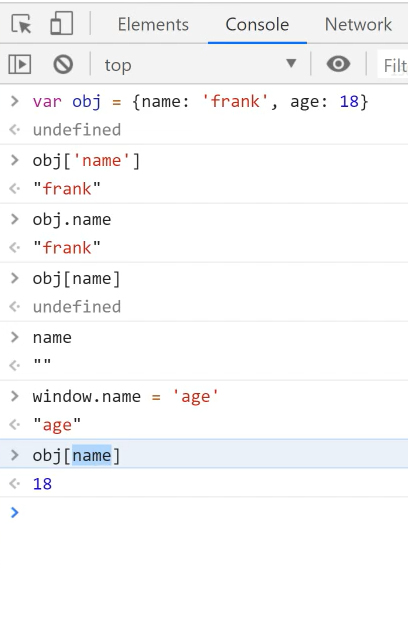 Elements Console Network
top Filt
var obj = {name: 'frank', age: 18}
undefined
obj['name']
"frank"
obj.name
"frank"
obj[name]
undefined
name
""
window.name = 'age'
"age"
obj[name]
18